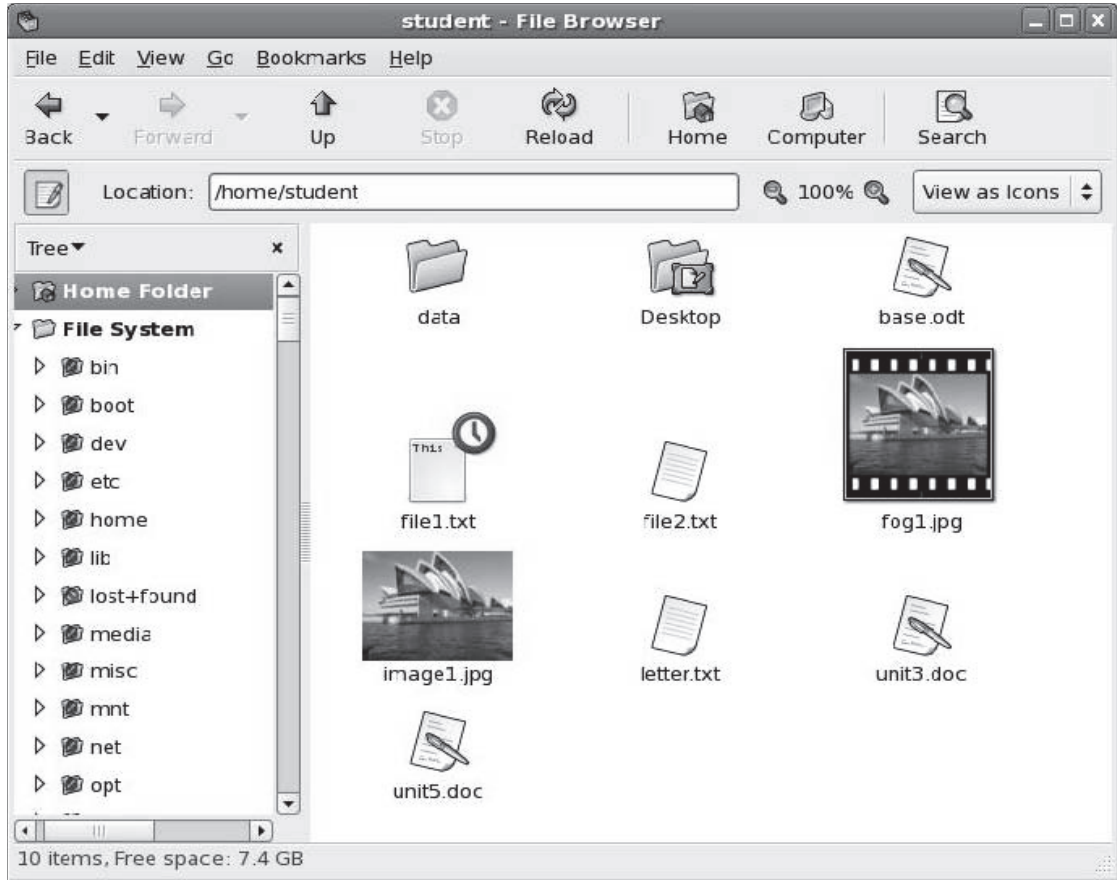 student - File Browser
File Edit View Go Bookmarks Help
Back Forward Up Stop Reload Home Computer Search
Location: /home/student 100% View as Icons
Tree
Home Folder
File System
bin
boot
dev
etc
home
lib
lost+found
media
misc
mnt
net
opt
data Desktop base.odt
This
file1.txt file2.txt fog1.jpg
image1.jpg letter.txt unit3.doc
unit5.doc
10 items, Free space: 7.4 GB